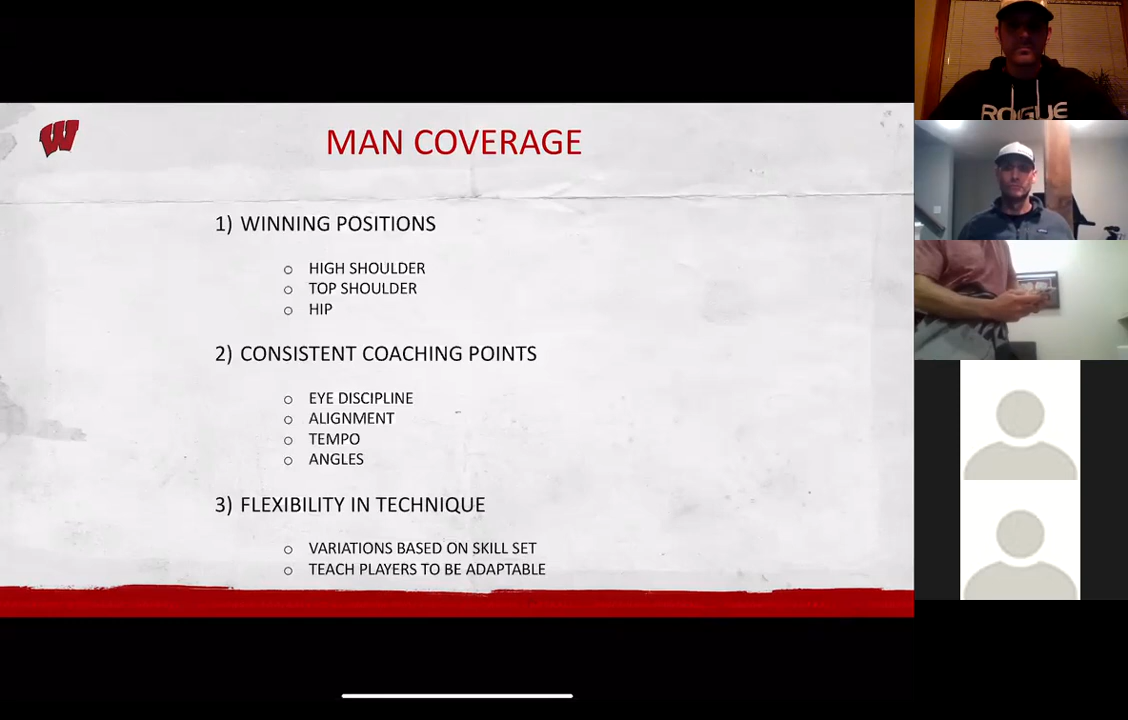 W
MAN COVERAGE
1) WINNING POSITIONS
o HIGH SHOULDER
o TOP SHOULDER
o HIP
2) CONSISTENT COACHING POINTS
o EYE DISCIPLINE
o ALIGNMENT
o TEMPO
o ANGLES
3) FLEXIBILITY IN TECHNIQUE
o VARIATIONS BASED ON SKILL SET
o TEACH PLAYERS TO BE ADAPTABLE
ROGUE